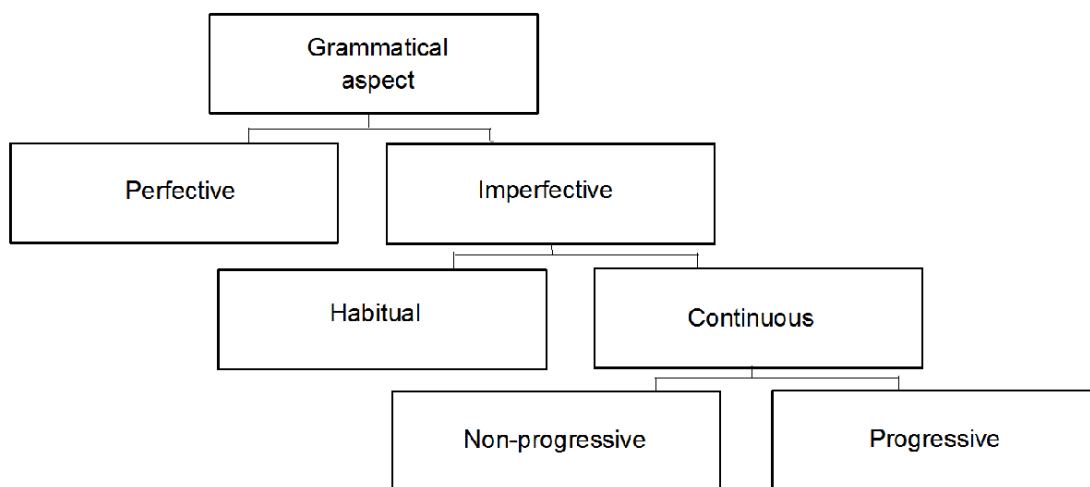 Grammatical
aspect
Perfective
Imperfective
Habitual
Continuous
Non-progressive
Progressive